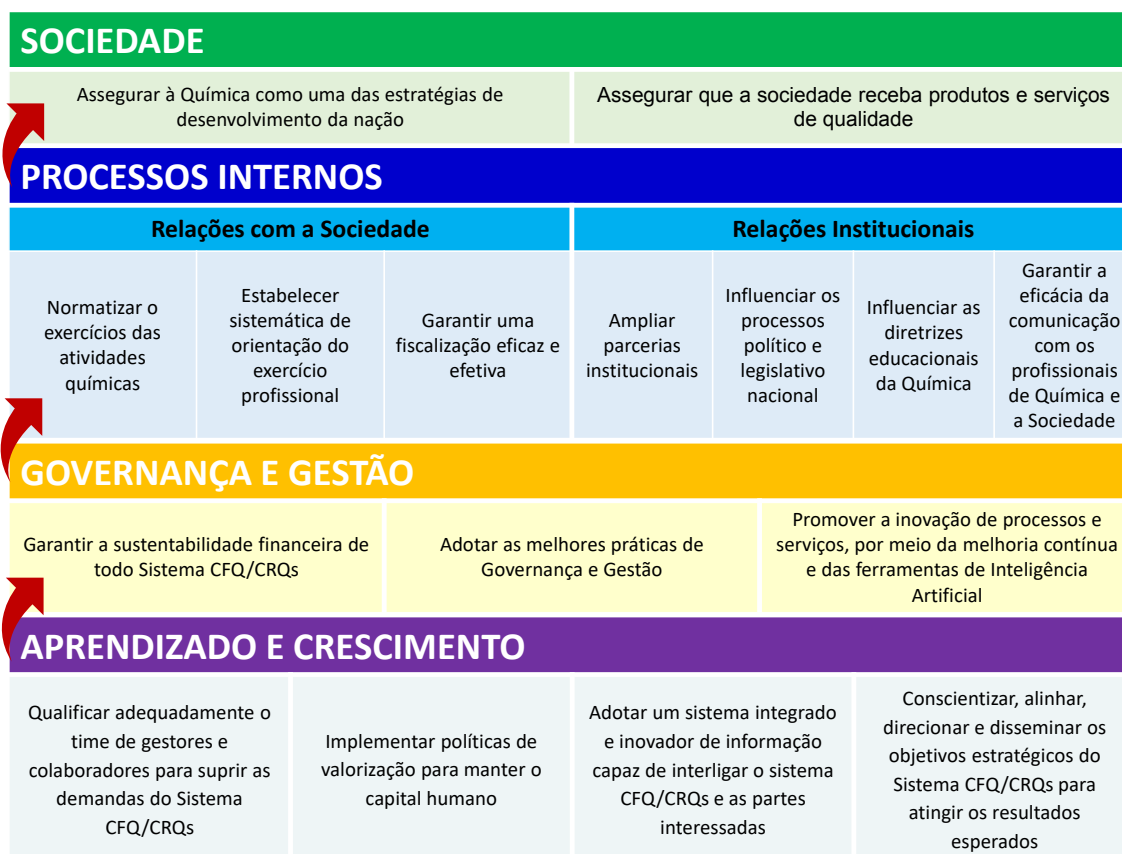 SOCIEDADE
Assegurar à Química como uma das estratégias de
desenvolvimento da nação
Assegurar que a sociedade receba produtos e serviços
de qualidade
PROCESSOS INTERNOS
Relações com a Sociedade
Relações Institucionais
Normatizar o
exercícios das
atividades
químicas
Estabelecer
sistemática de
orientação do
exercício
profissional
Garantir uma
fiscalização eficaz e
efetiva
Ampliar
parcerias
institucionais
Influenciar os
processos
político e
legislativo
nacional
Influenciar as
diretrizes
educacionais
da Química
Garantir a
eficácia da
comunicação
com os
profissionais
de Química e
a Sociedade
GOVERNANÇA E GESTÃO
Garantir a sustentabilidade financeira de
todo Sistema CFQ/CRQs
Adotar as melhores práticas de
Governança e Gestão
Promover a inovação de processos e
serviços, por meio da melhoria contínua
e das ferramentas de Inteligência
Artificial
APRENDIZADO E CRESCIMENTO
Qualificar adequadamente o
time de gestores e
colaboradores para suprir as
demandas do Sistema
CFQ/CRQs
Implementar políticas de
valorização para manter o
capital humano
Adotar um sistema integrado
e inovador de informação
capaz de interligar o sistema
CFQ/CRQs e as partes
interessadas
Conscientizar, alinhar,
direcionar e disseminar os
objetivos estratégicos do
Sistema CFQ/CRQs para
atingir os resultados
esperados